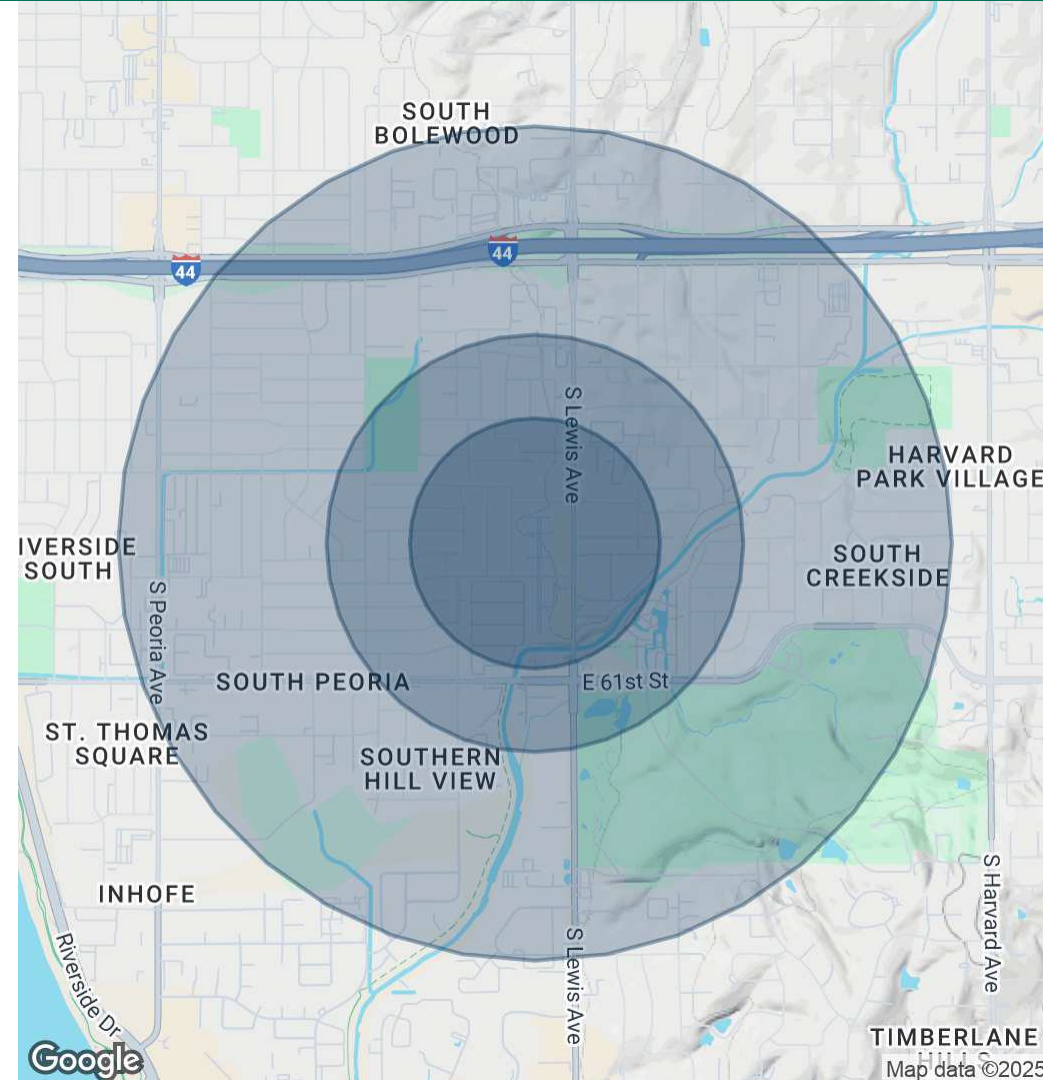 SOUTH
BOLEWOOD
44
44
S Lewis Ave
HARVARD
PARK VILLAGE
IVERSIDE
SOUTH
SOUTH
CREEKSIDE
S Peoria Ave
SOUTH PEORIA
E 61st St
ST. THOMAS
SQUARE
SOUTHERN
HILL VIEW
INHOFE
S Harvard Ave
Riverside Dr
S Lewis Ave
TIMBERLANE
HILLS
Google
Map data ©2025